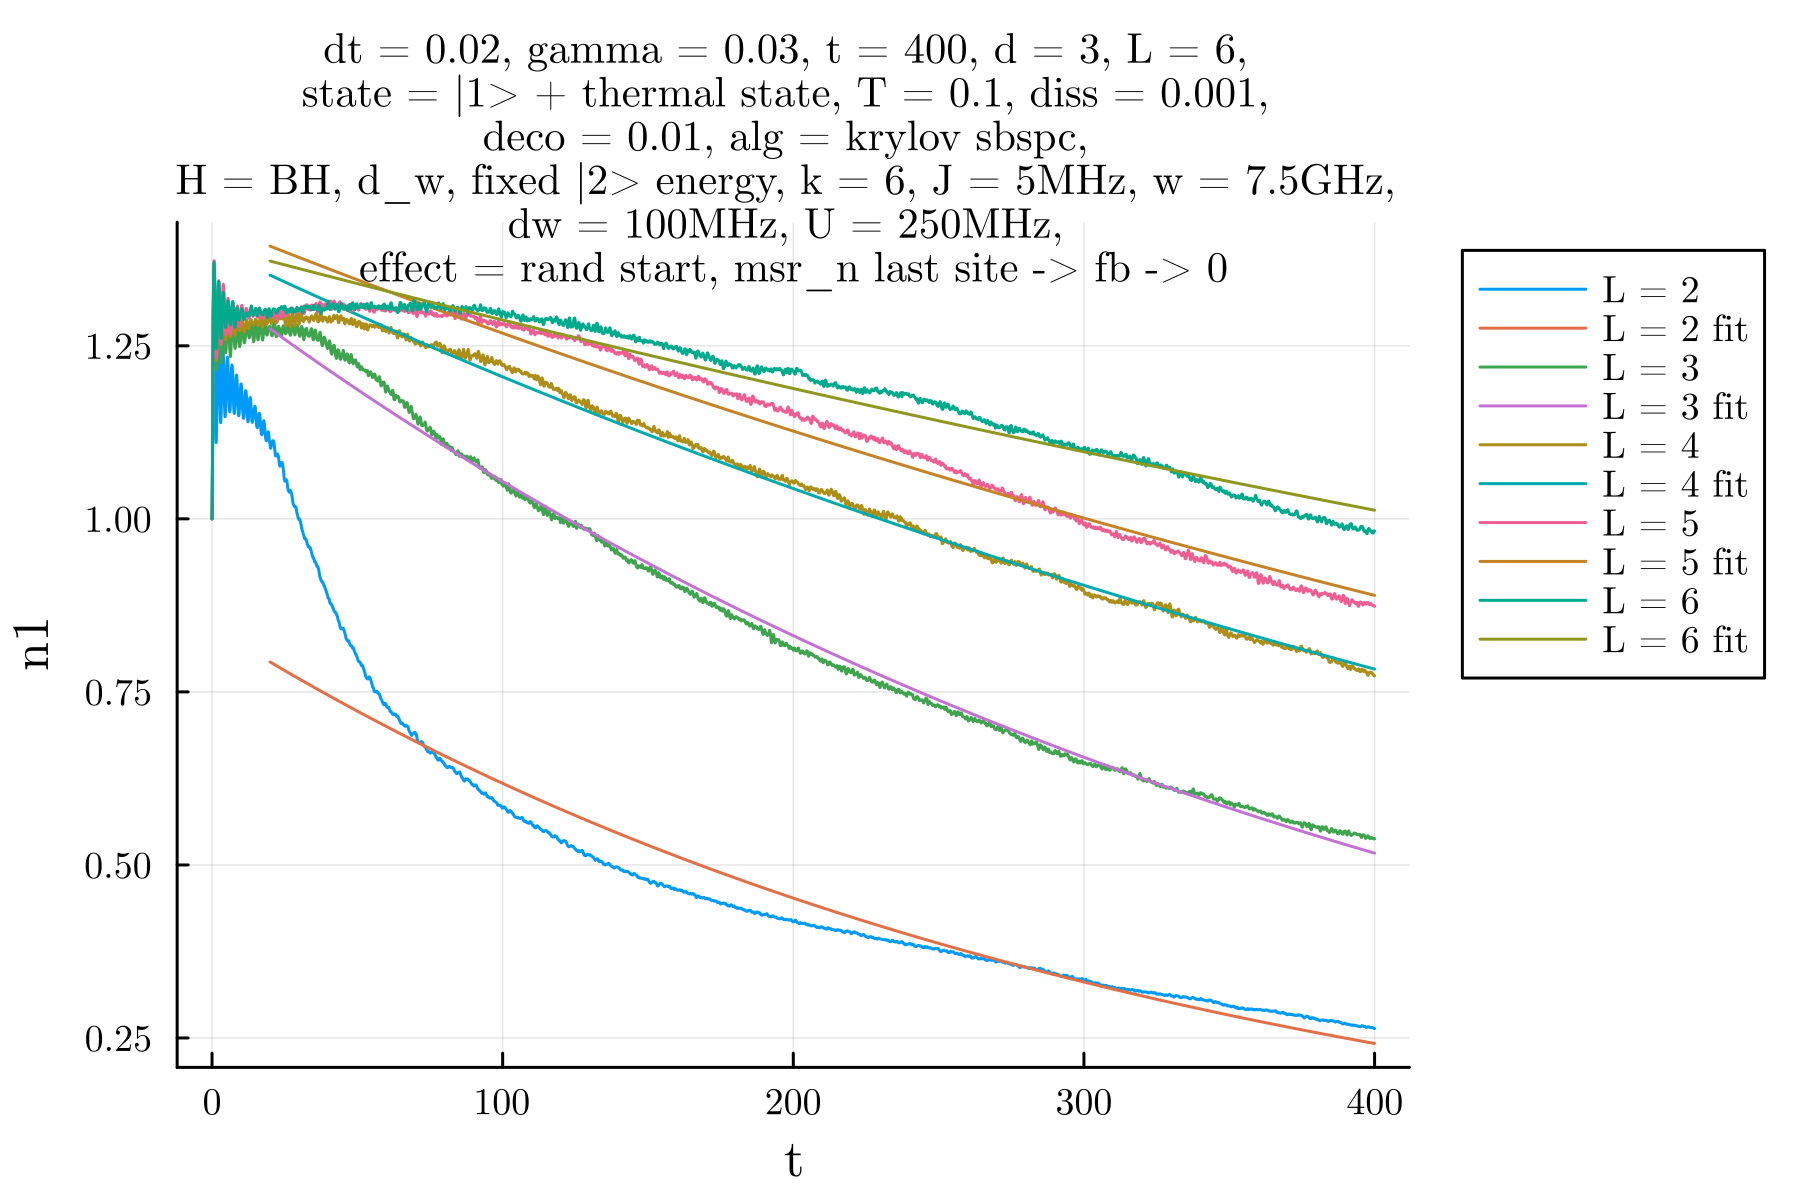 dt = 0.02, gamma = 0.03, t = 400, d = 3, L = 6,
state = |1> + thermal state, T = 0.1, diss = 0.001,
deco = 0.01, alg = krylov sbspc,
H = BH, d_w, fixed |2> energy, k = 6, J = 5MHz, w = 7.5GHz,
dw = 100MHz, U = 250MHz,
effect = rand start, msr_n last site -> fb -> 0
n1
1.25
1.00
0.75
0.50
0.25
0
100
200
300
400
t
L = 2
L = 2 fit
L = 3
L = 3 fit
L = 4
L = 4 fit
L = 5
L = 5 fit
L = 6
L = 6 fit